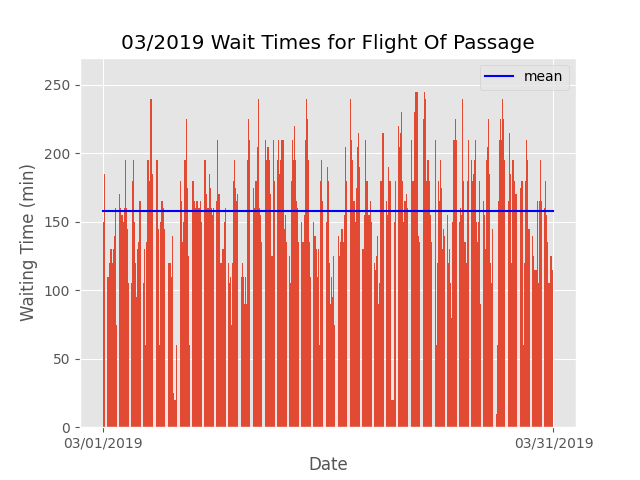 03/2019 Wait Times for Flight Of Passage
mean
Waiting Time (min)
250
200
150
100
50
0
03/01/2019
03/31/2019
Date